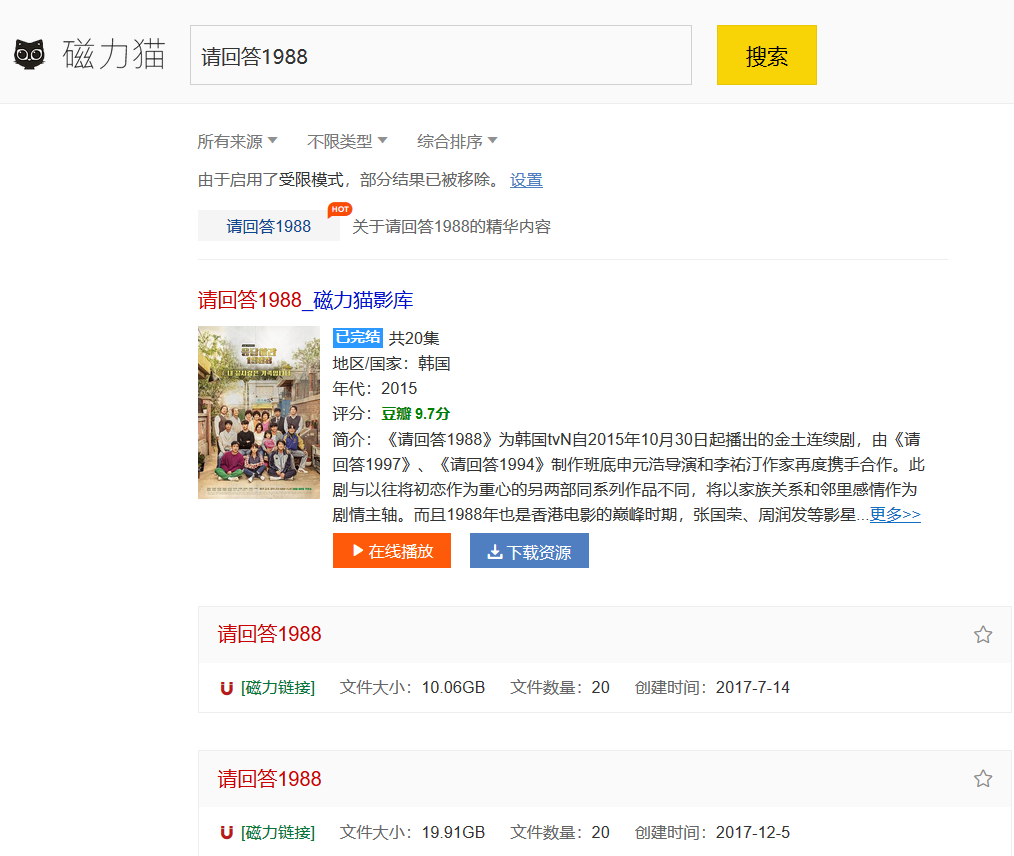 磁力猫
请回答1988
搜索
所有来源 不限类型 综合排序
由于启用了受限模式，部分结果已被移除。 设置
请回答1988 HOT 关于请回答1988的精华内容
请回答1988_磁力猫影库
已完结 共20集
地区/国家：韩国
年代：2015
评分：豆瓣 9.7分
简介：《请回答1988》为韩国tvN自2015年10月30日起播出的金土连续剧，由《请
回答1997》、《请回答1994》制作班底申元浩导演和李祐汀作家再度携手合作。此
剧与以往将初恋作为重心的另两部同系列作品不同，将以家族关系和邻里感情作为
剧情主轴。而且1988年也是香港电影的巅峰时期，张国荣、周润发等影星...更多>>
응답하라
1988
내 끝사랑은 가족입니다
在线播放 下载资源
请回答1988
[磁力链接] 文件大小：10.06GB 文件数量：20 创建时间：2017-7-14
请回答1988
[磁力链接] 文件大小：19.91GB 文件数量：20 创建时间：2017-12-5